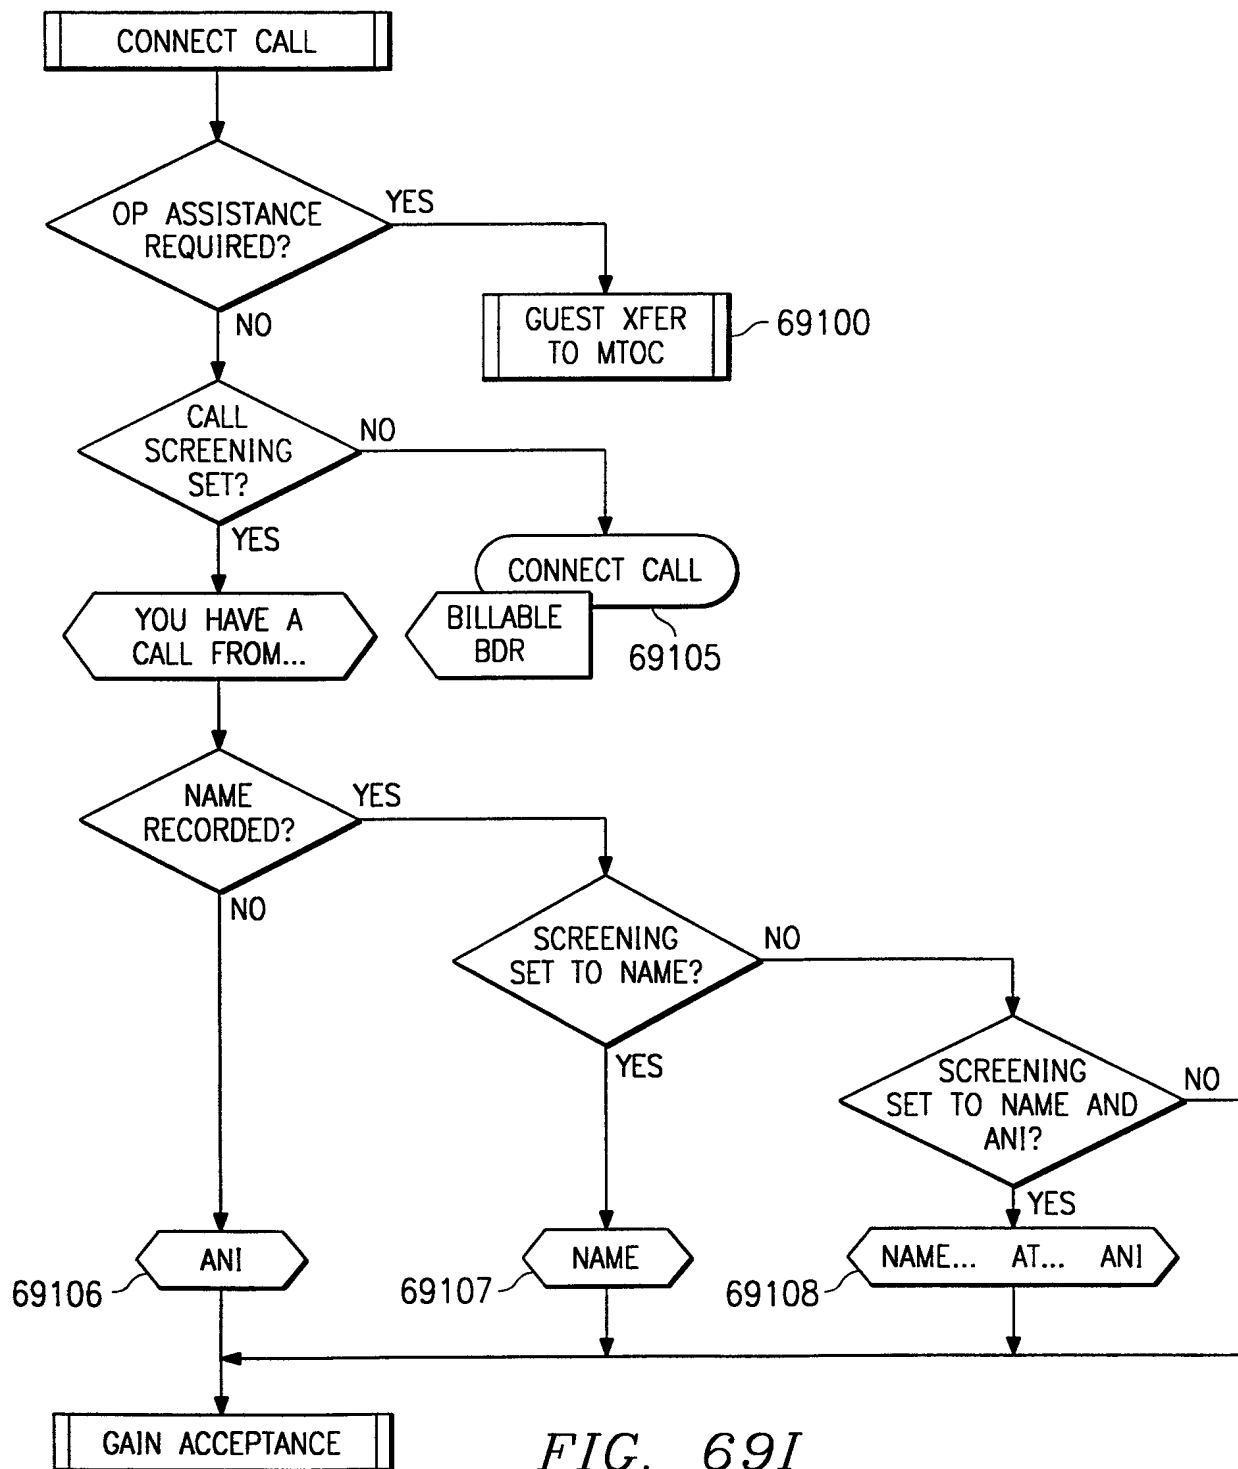 CONNECT CALL
OP ASSISTANCE
REQUIRED?
YES
NO
GUEST XFER
TO MTOC
69100
CALL
SCREENING
SET?
NO
YES
CONNECT CALL
BILLABLE
BDR
69105
YOU HAVE A
CALL FROM...
NAME
RECORDED?
YES
NO
SCREENING
SET TO NAME?
NO
YES
SCREENING
SET TO NAME AND
ANI?
NO
YES
ANI
69106
NAME
69107
NAME... AT... ANI
69108
GAIN ACCEPTANCE
FIG. 69I